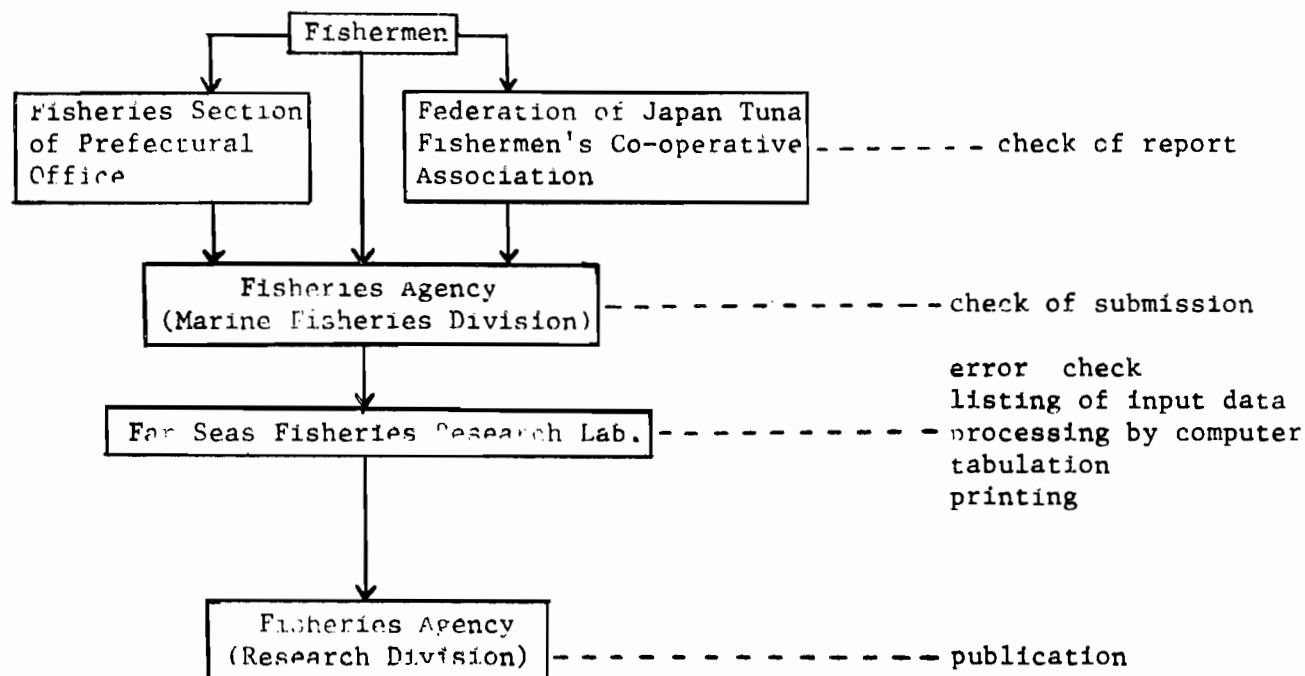 Fishermen
Fisheries Section
of Prefectural
Office
Federation of Japan Tuna
Fishermen's Co-operative
Association
check of report
Fisheries Agency
(Marine Fisheries Division)
check of submission
Far Seas Fisheries Research Lab.
error check
listing of input data
processing by computer
tabulation
printing
Fisheries Agency
(Research Division)
publication